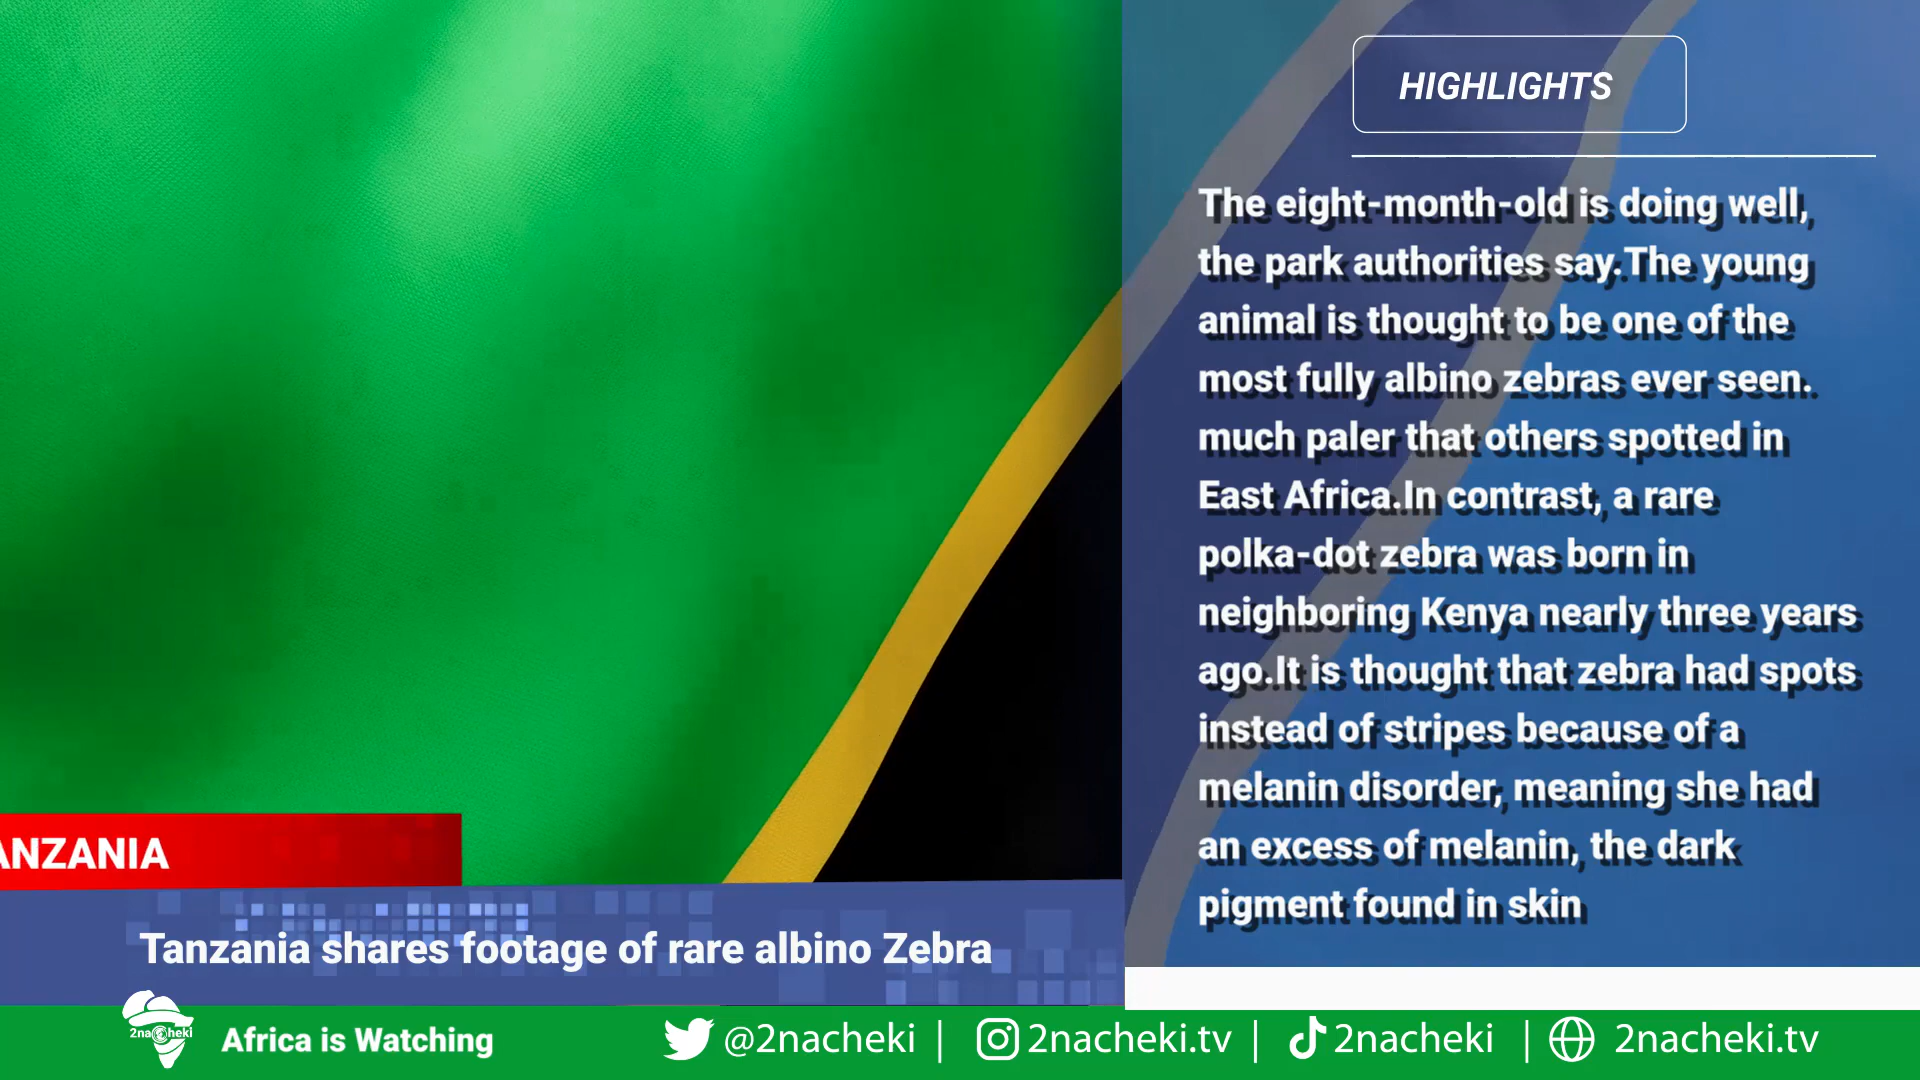 HIGHLIGHTS
The eight-month-old is doing well,
the park authorities say.The young
animal is thought to be one of the
most fully albino zebras ever seen.
much paler that others spotted in
East Africa.In contrast, a rare
polka-dot zebra was born in
neighboring Kenya nearly three years
ago.It is thought that zebra had spots
instead of stripes because of a
melanin disorder, meaning she had
an excess of melanin, the dark
pigment found in skin
ANZANIA
Tanzania shares footage of rare albino Zebra
2nacheki
Africa is Watching
@2nacheki | 2nacheki.tv | 2nacheki | 2nacheki.tv